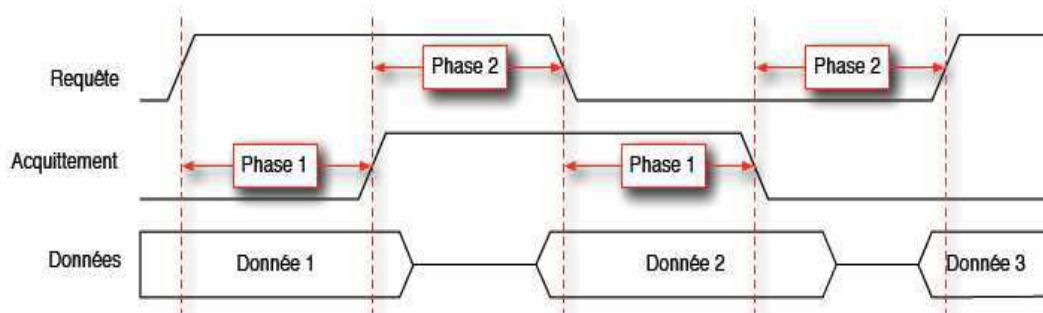 Requête
Phase 2
Phase 2
Acquittement
Phase 1
Phase 1
Données
Donnée 1
Donnée 2
Donnée 3